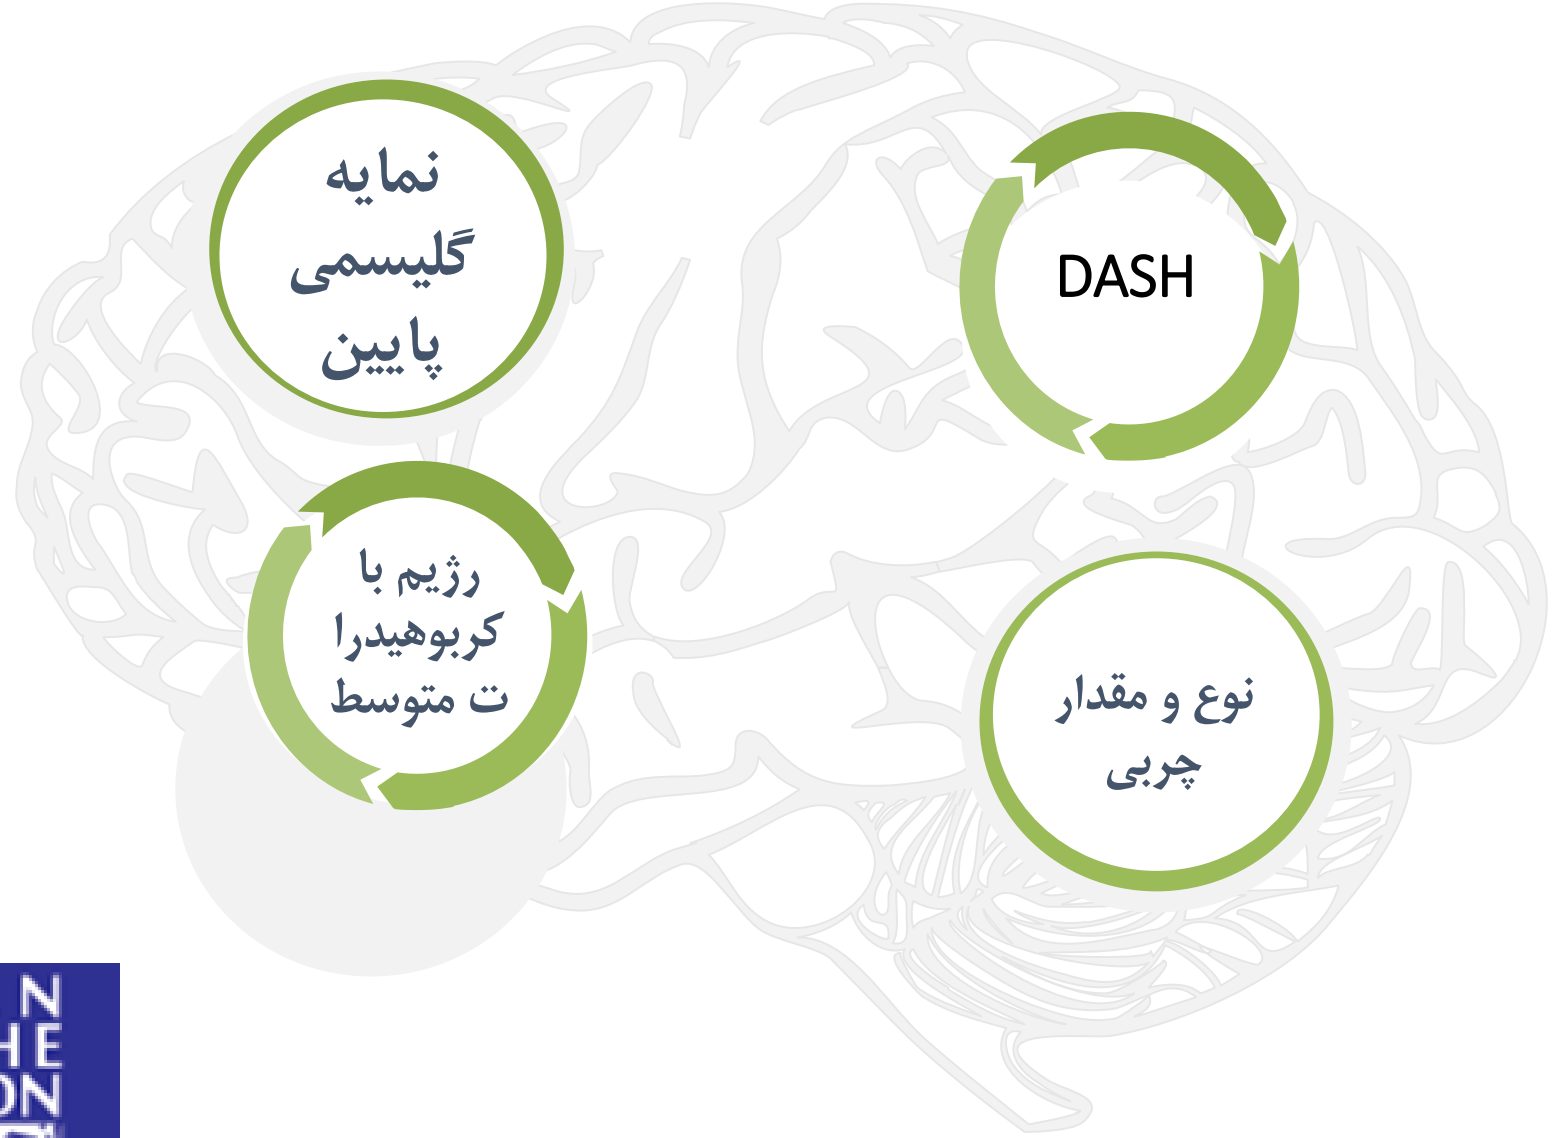 نمایه
گلیسمی
پایین
DASH
رژیم با
کربوهیدرا
ت متوسط
نوع و مقدار
چربی
N
HE
ON